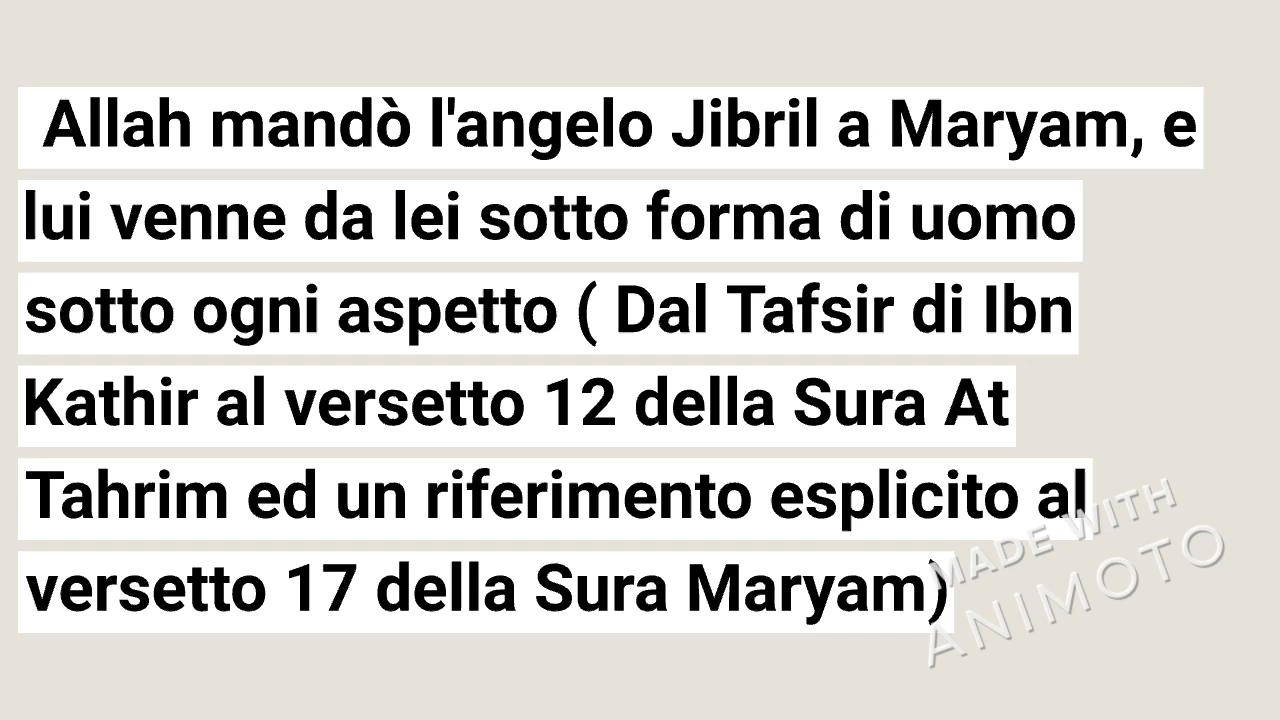 Allah mandò l'angelo Jibril a Maryam, e
lui venne da lei sotto forma di uomo
sotto ogni aspetto ( Dal Tafsir di Ibn
Kathir al versetto 12 della Sura At
Tahrim ed un riferimento esplicito al
versetto 17 della Sura Maryam)
MADE WITH
ANIMOTO